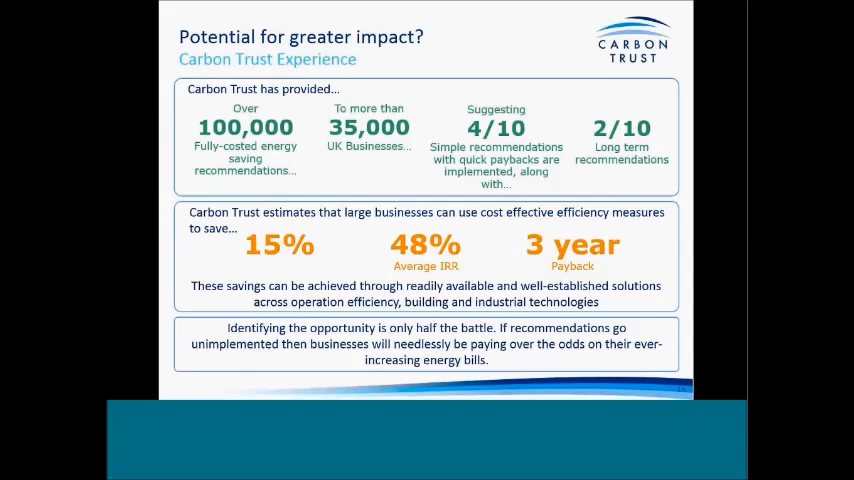 Potential for greater impact?
Carbon Trust Experience
CARBON
TRUST
Carbon Trust has provided...
Over
100,000
Fully-costed energy
saving
recommendations...
To more than
35,000
UK Businesses...
Suggesting
4/10
Simple recommendations
with quick paybacks are
implemented, along
with...
2/10
Long term
recommendations
Carbon Trust estimates that large businesses can use cost effective efficiency measures
to save...
15%
48%
Average IRR
3 year
Payback
These savings can be achieved through readily available and well-established solutions
across operation efficiency, building and industrial technologies
Identifying the opportunity is only half the battle. If recommendations go
unimplemented then businesses will needlessly be paying over the odds on their ever-
increasing energy bills.